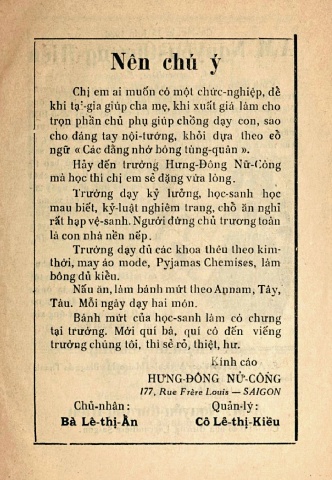 Nên chú ý
Chị em ai muốn có một chức-nghiệp, để
khi tại-gia giúp cha mẹ, khi xuất giá làm cho
trọn phần chủ phụ giúp chồng dạy con, sao
cho đáng tay nội-tướng, khỏi dựa theo cổ
ngữ « Các đằng nhờ bóng tùng-quân ».
Hãy đến trường Hưng-Đông Nữ-Công
mà học thì chị em sẽ đặng vừa lòng.
Trường dạy kỹ lưỡng, học-sanh học
mau biết, kỷ-luật nghiêm trang, chỗ ăn nghỉ
rất hạp vệ-sanh. Người đứng chủ trương toàn
là con nhà nền nếp.
Trường dạy đủ các khoa thêu theo kim-
thời, may áo mode, Pyjamas Chemises, làm
bông đủ kiểu.
Nấu ăn, làm bánh mứt theo Annam, Tây,
Tàu. Mỗi ngày dạy hai món.
Bánh mứt của học-sanh làm có chưng
tại trường. Mời quí bà, quí cô đến viếng
trường chúng tôi, thì sẽ rõ, thiệt, hư.
Kính cáo
HƯNG-ĐÔNG NỮ-CÔNG
177, Rue Frère Louis — SAIGON
Chủ-nhân: Quản-lý:
Bà Lê-thị-Ẩn Cô Lê-thị-Kiều